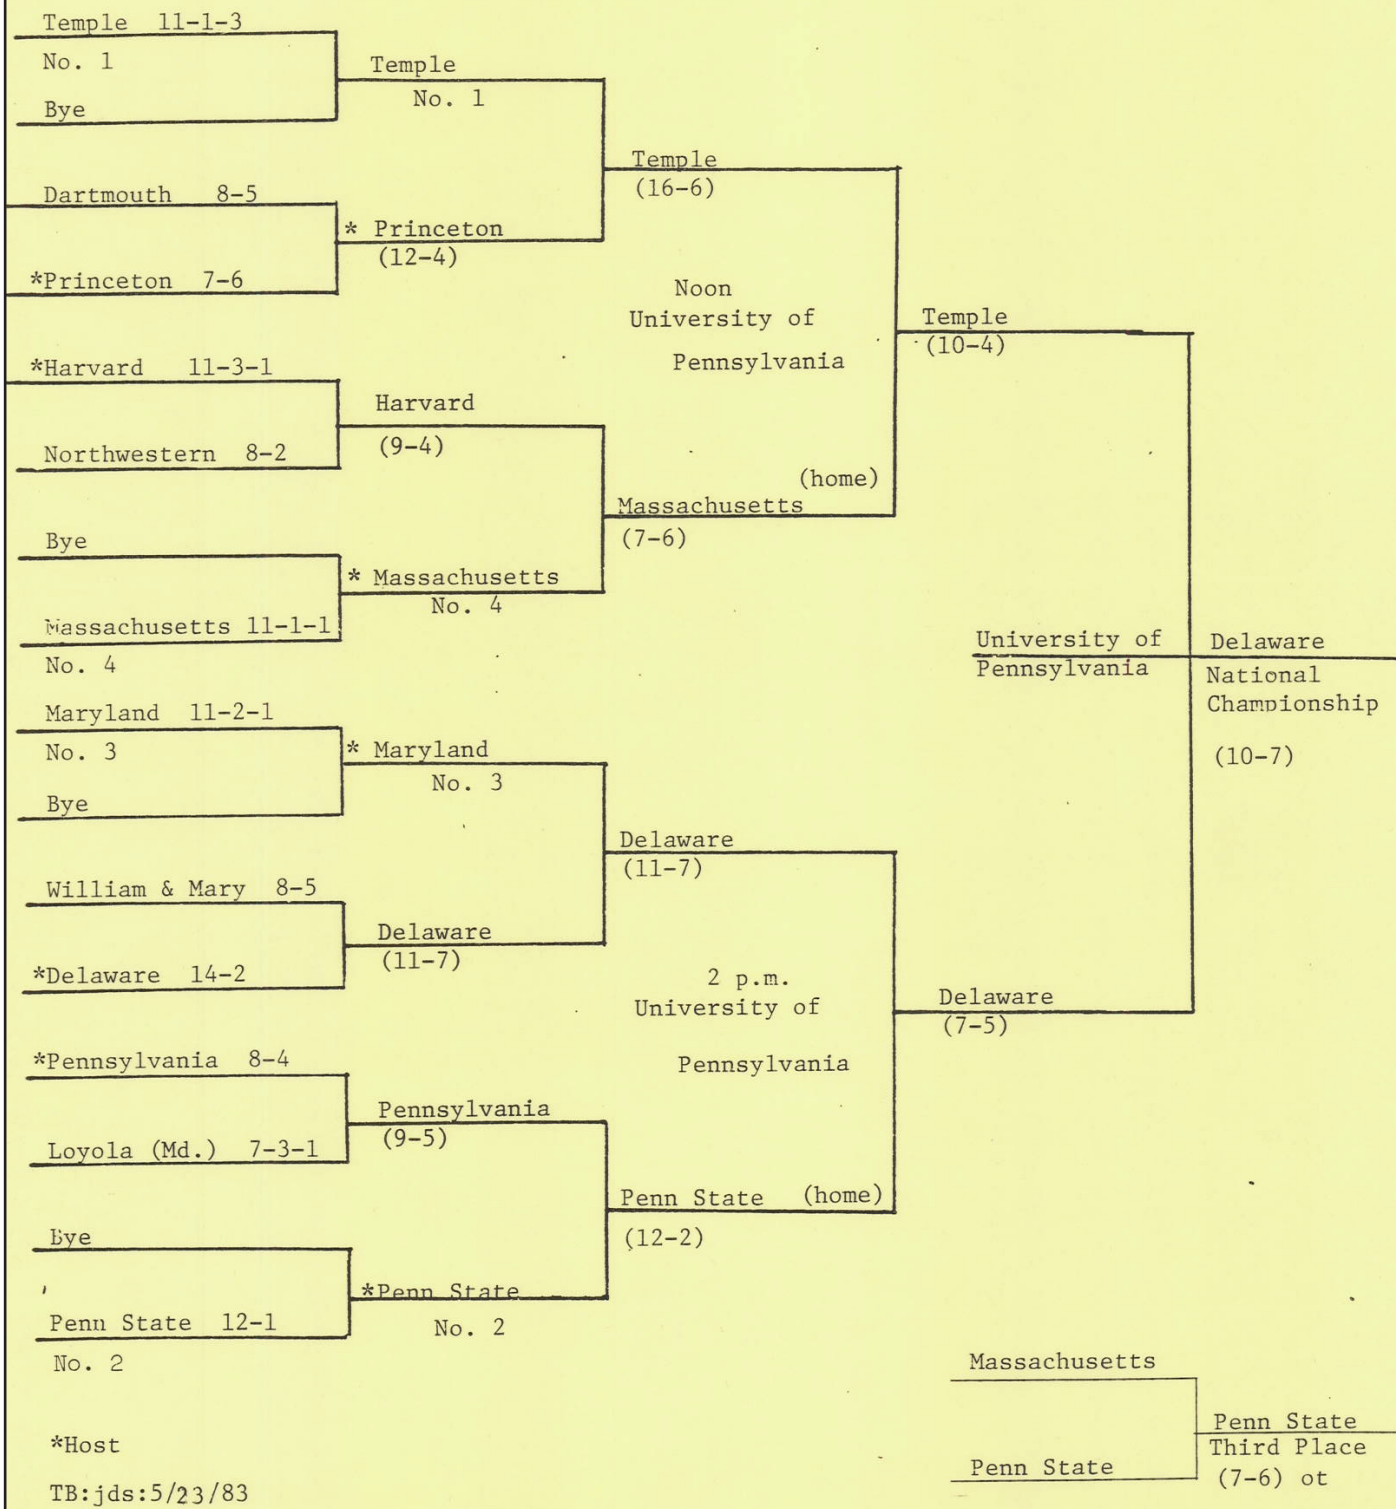 Temple 11-1-3
No. 1
Bye
Temple
No. 1
Dartmouth 8-5
*Princeton 7-6
* Princeton
(12-4)
Temple
(16-6)
*Harvard 11-3-1
Northwestern 8-2
Harvard
(9-4)
Bye
Massachusetts 11-1-1
No. 4
* Massachusetts
No. 4
(home)
Massachusetts
(7-6)
Noon
University of
Pennsylvania
Temple
(10-4)
Maryland 11-2-1
No. 3
Bye
* Maryland
No. 3
William & Mary 8-5
*Delaware 14-2
Delaware
(11-7)
Delaware
(11-7)
*Pennsylvania 8-4
Loyola (Md.) 7-3-1
Pennsylvania
(9-5)
Bye
Penn State 12-1
No. 2
*Penn State
No. 2
Penn State (home)
(12-2)
2 p.m.
University of
Pennsylvania
Delaware
(7-5)
University of
Pennsylvania
Delaware
National
Championship
(10-7)
Massachusetts
Penn State
Penn State
Third Place
(7-6) ot
*Host
TB:jds:5/23/83